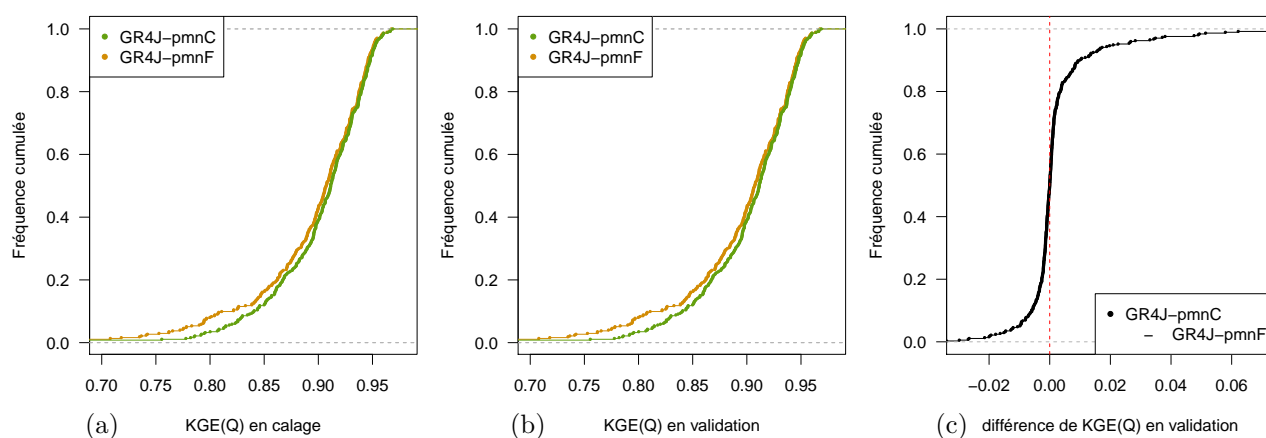 Fréquence cumulée
1.0
0.8
0.6
0.4
0.2
0.0
GR4J−pmnC
GR4J−pmnF
0.70 0.75 0.80 0.85 0.90 0.95
(a) KGE(Q) en calage
Fréquence cumulée
1.0
0.8
0.6
0.4
0.2
0.0
GR4J−pmnC
GR4J−pmnF
0.70 0.75 0.80 0.85 0.90 0.95
(b) KGE(Q) en validation
Fréquence cumulée
1.0
0.8
0.6
0.4
0.2
0.0
GR4J−pmnC
− GR4J−pmnF
−0.02 0.00 0.02 0.04 0.06
(c) différence de KGE(Q) en validation